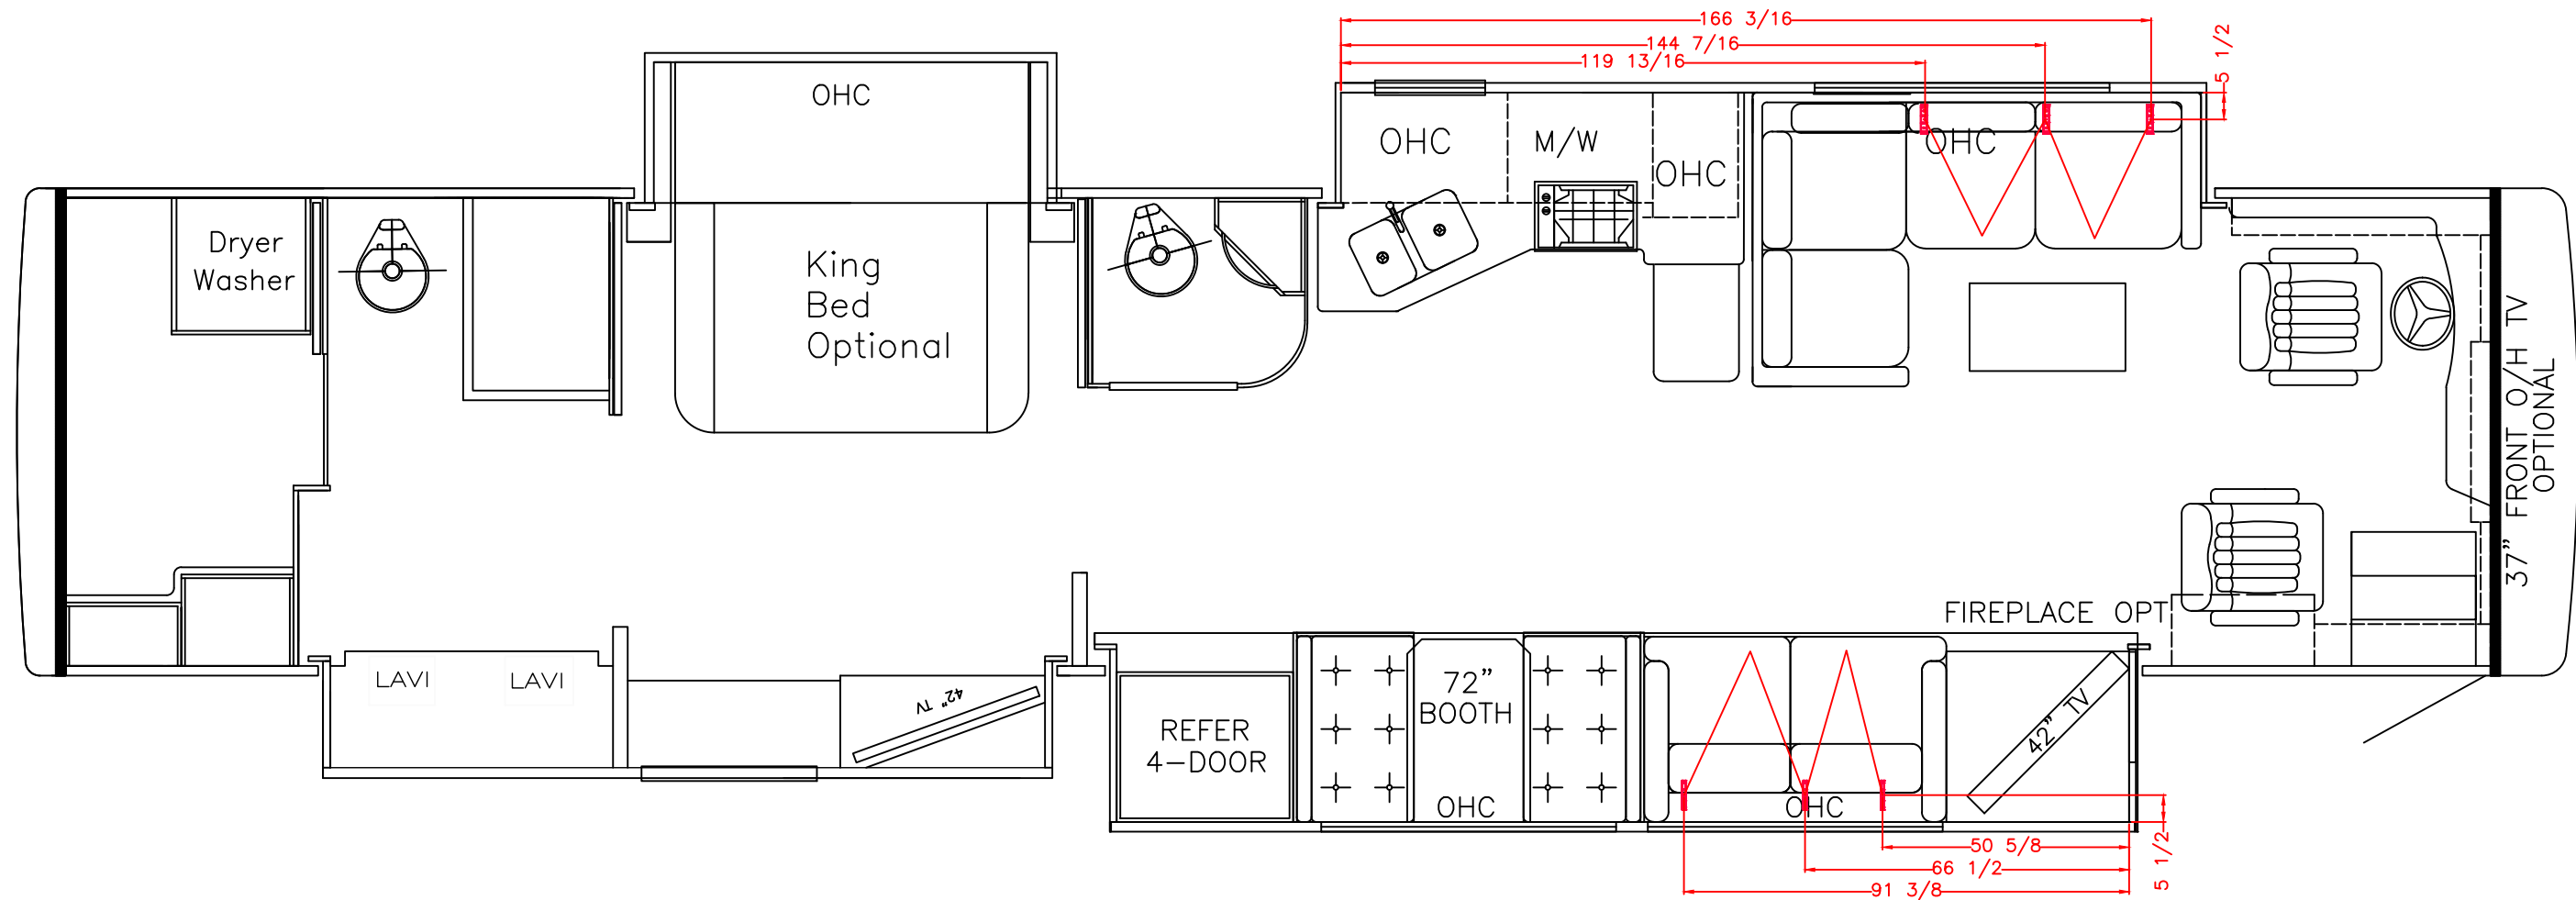 166 3/16
144 7/16
119 13/16
5 1/2
OHC
OHC
M/W
OHC
OHC
Dryer
Washer
King
Bed
Optional
37" FRONT O/H TV
OPTIONAL
FIREPLACE OPT
LAVI
LAVI
42" TV
REFER
4-DOOR
72"
BOOTH
OHC
OHC
42" TV
50 5/8
66 1/2
91 3/8
5 1/2